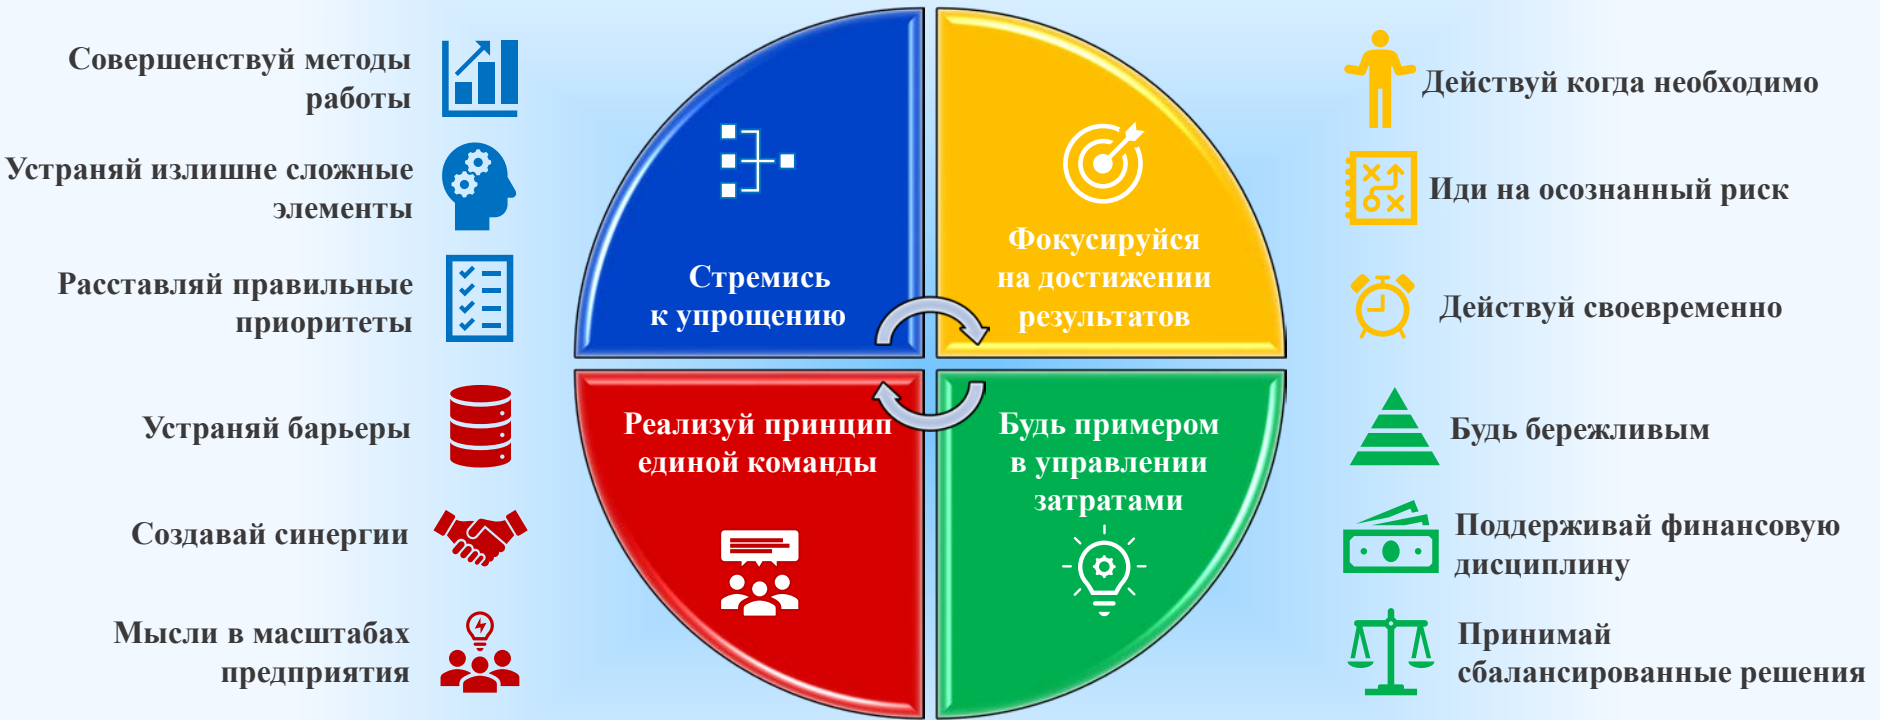 Совершенствуй методы
работы
Устраняй излишне сложные
элементы
Расставляй правильные
приоритеты
Устраняй барьеры
Создавай синергии
Мысли в масштабах
предприятия
Стремись
к упрощению
Фокусируйся
на достижении
результатов
Реализуй принцип
единой команды
Будь примером
в управлении
затратами
Действуй когда необходимо
Иди на осознанный риск
Действуй своевременно
Будь бережливым
Поддерживай финансовую
дисциплину
Принимай
сбалансированные решения